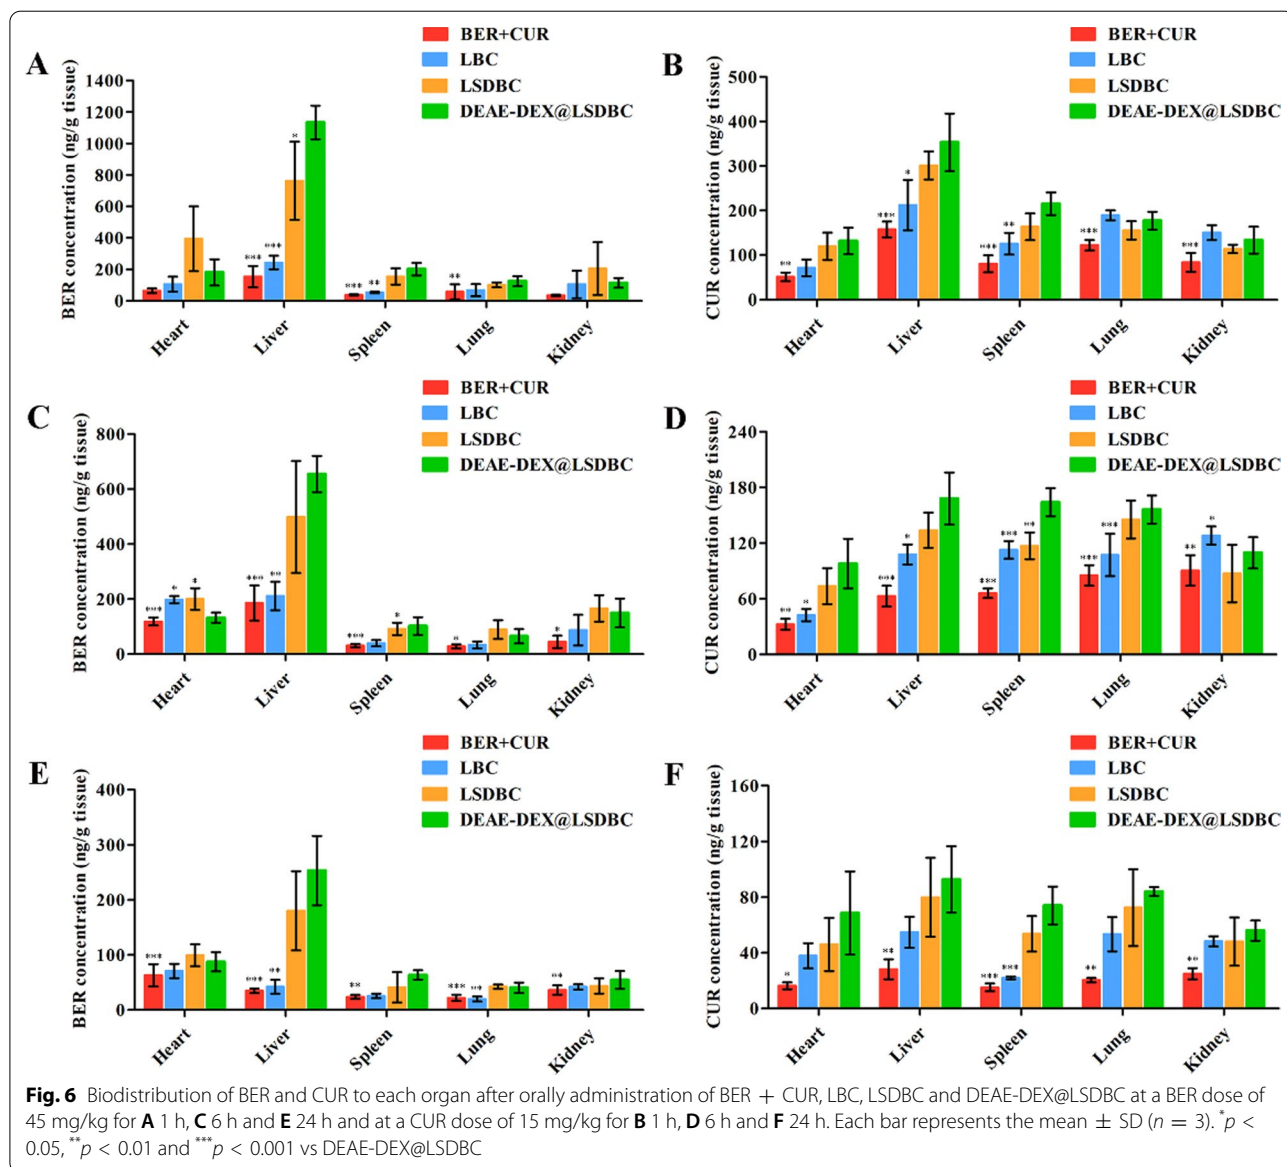 A
BER+CUR
LBC
LSDBC
DEAE-DEX@LSDBC
BER concentration (ng/g tissue)
1400
1200
1000
800
600
400
200
0
***
***
*
***
**
**
Heart
Liver
Spleen
Lung
Kidney
B
BER+CUR
LBC
LSDBC
DEAE-DEX@LSDBC
CUR concentration (ng/g tissue)
500
400
300
200
100
0
**
***
*
***
**
***
***
Heart
Liver
Spleen
Lung
Kidney
C
BER+CUR
LBC
LSDBC
DEAE-DEX@LSDBC
BER concentration (ng/g tissue)
800
600
400
200
0
***
*
*
***
**
***
*
*
*
Heart
Liver
Spleen
Lung
Kidney
D
BER+CUR
LBC
LSDBC
DEAE-DEX@LSDBC
CUR concentration (ng/g tissue)
240
180
120
60
0
**
*
***
*
***
***
**
***
***
**
*
Heart
Liver
Spleen
Lung
Kidney
E
BER+CUR
LBC
LSDBC
DEAE-DEX@LSDBC
BER concentration (ng/g tissue)
400
300
200
100
0
***
***
**
**
***
***
**
Heart
Liver
Spleen
Lung
Kidney
F
BER+CUR
LBC
LSDBC
DEAE-DEX@LSDBC
CUR concentration (ng/g tissue)
160
120
80
40
0
*
**
***
***
**
**
Heart
Liver
Spleen
Lung
Kidney
Fig. 6 Biodistribution of BER and CUR to each organ after orally administration of BER + CUR, LBC, LSDBC and DEAE-DEX@LSDBC at a BER dose of
45 mg/kg for A 1 h, C 6 h and E 24 h and at a CUR dose of 15 mg/kg for B 1 h, D 6 h and F 24 h. Each bar represents the mean ± SD (n = 3). *p <
0.05, **p < 0.01 and ***p < 0.001 vs DEAE-DEX@LSDBC